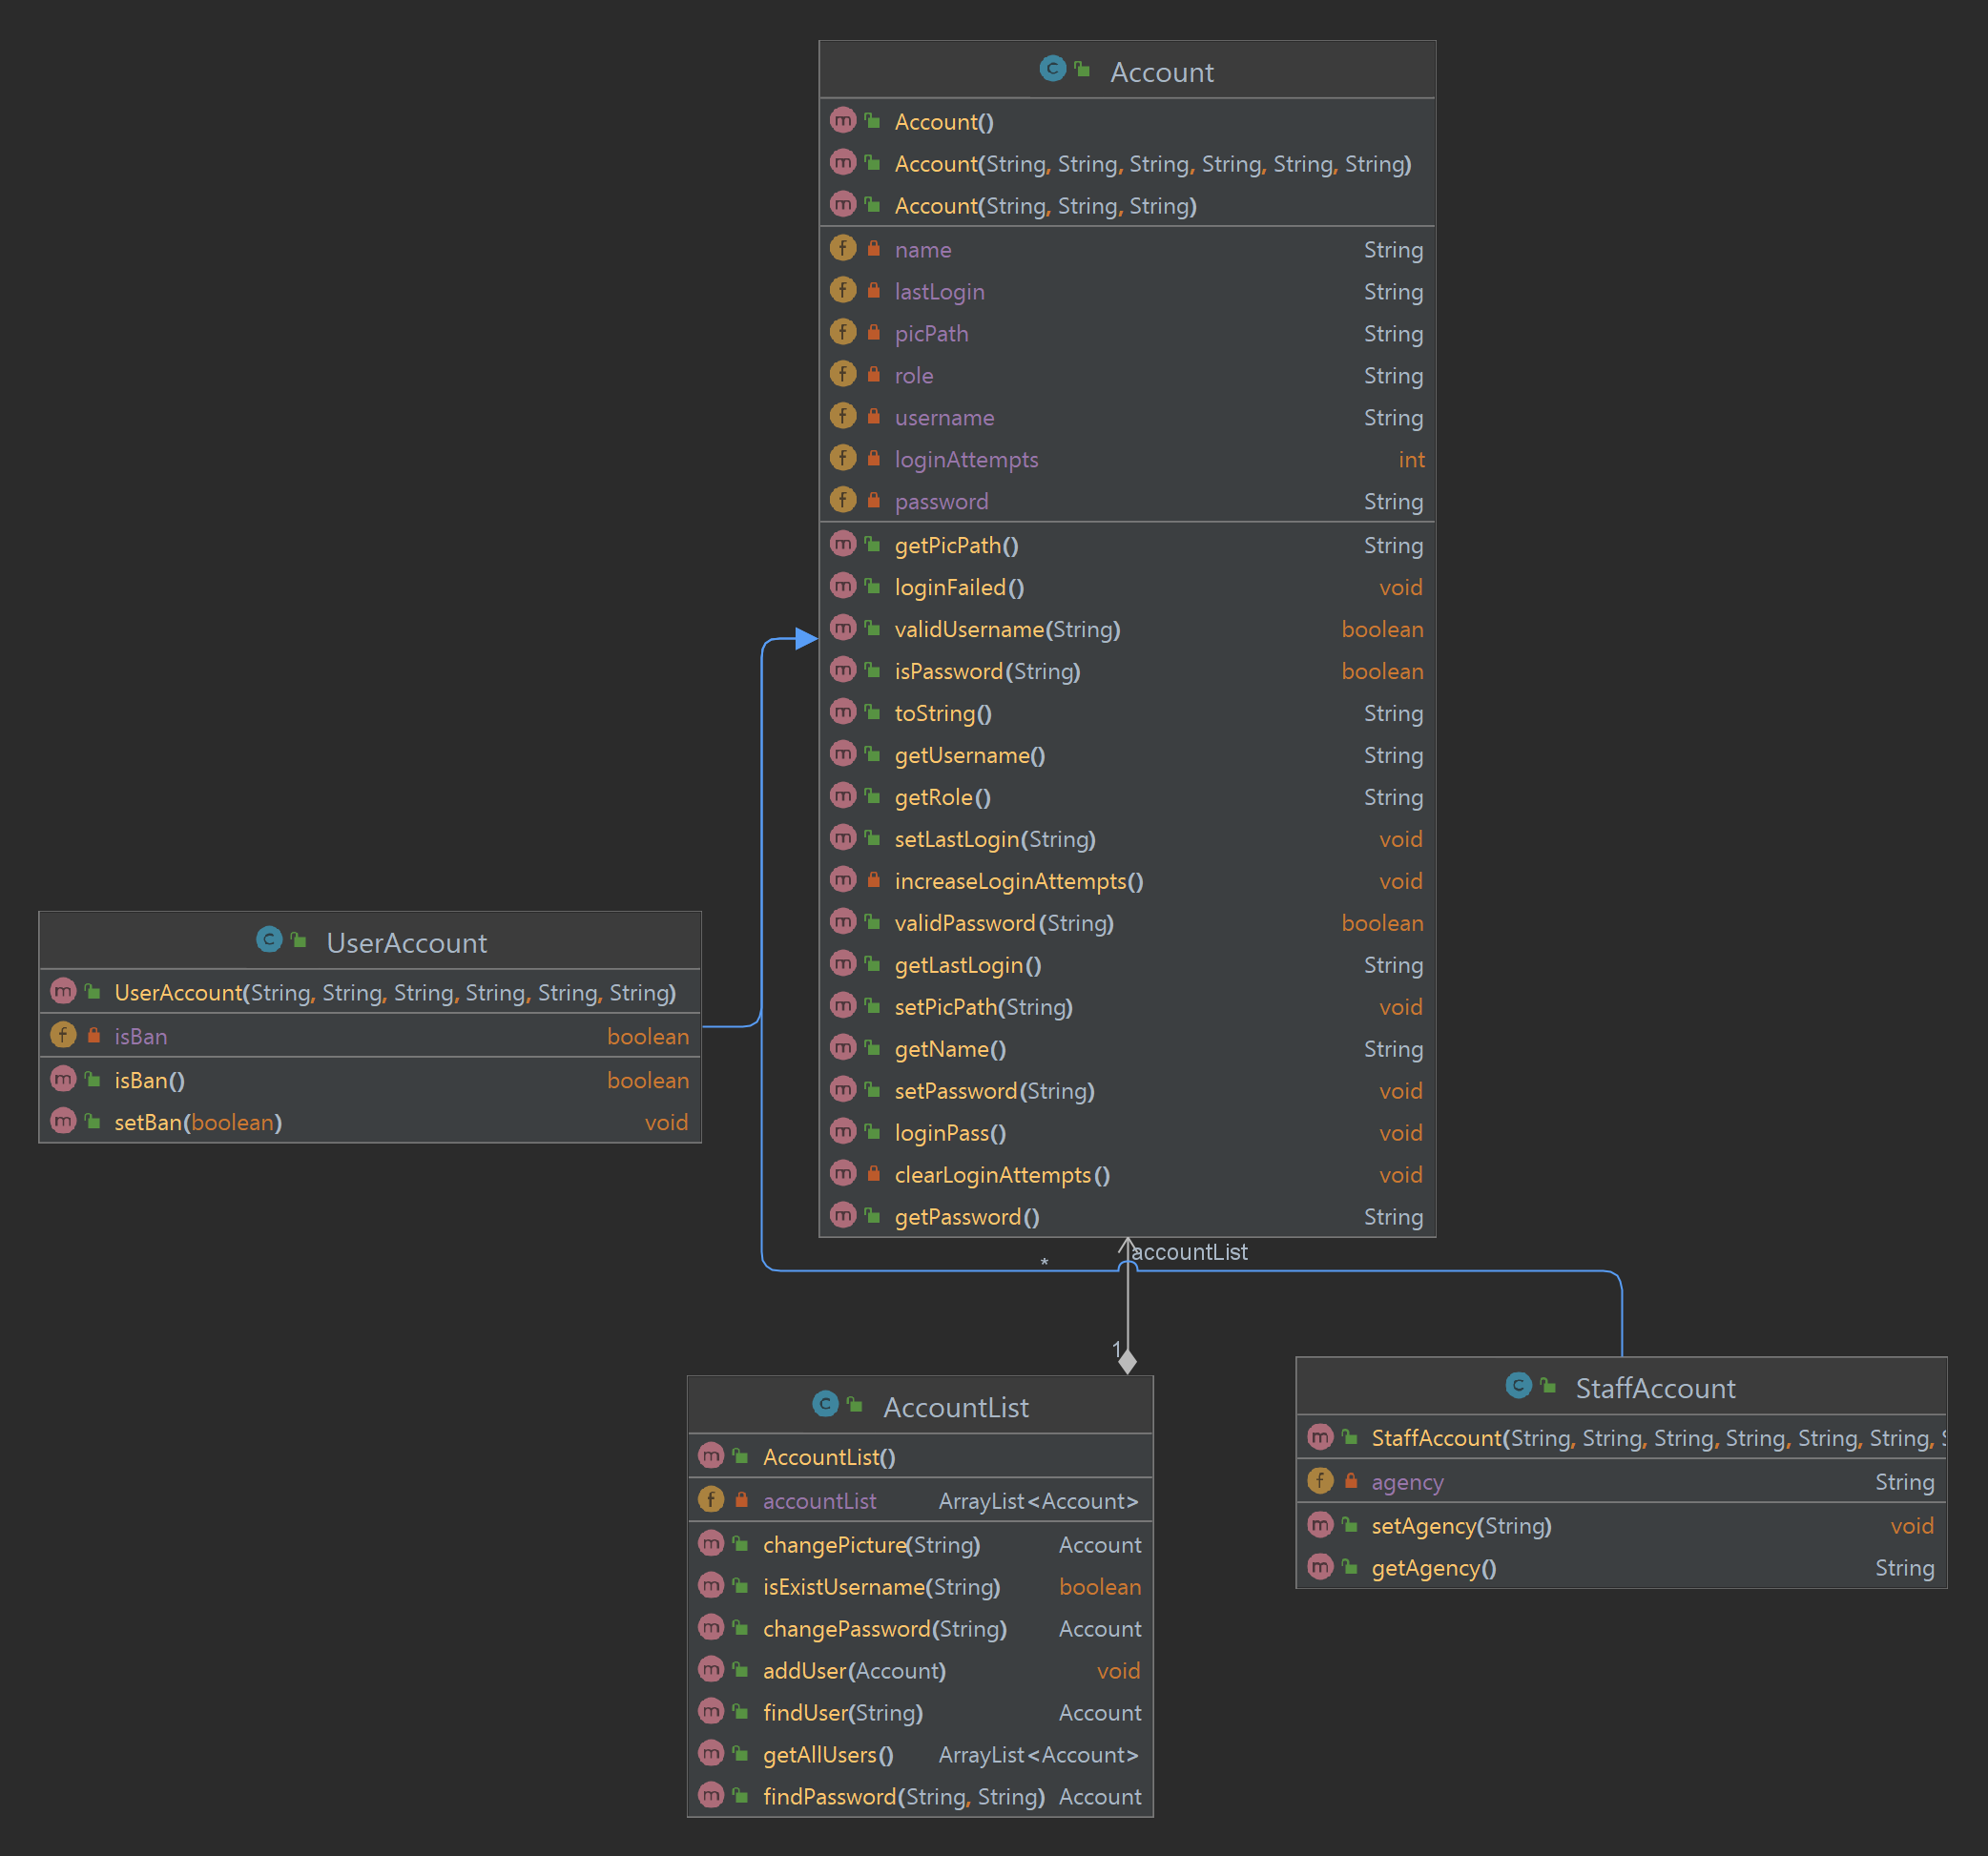 Account
Account()
Account(String, String, String, String, String, String)
Account(String, String, String)
name String
lastLogin String
picPath String
role String
username String
loginAttempts int
password String
getPicPath() String
loginFailed() void
validUsername(String) boolean
isPassword(String) boolean
toString() String
getUsername() String
getRole() String
setLastLogin(String) void
increaseLoginAttempts() void
validPassword(String) boolean
getLastLogin() String
setPicPath(String) void
getName() String
setPassword(String) void
loginPass() void
clearLoginAttempts() void
getPassword() String
UserAccount
UserAccount(String, String, String, String, String, String)
isBan boolean
isBan() boolean
setBan(boolean) void
accountList
*
1
AccountList
AccountList()
accountList ArrayList<Account>
changePicture(String) Account
isExistUsername(String) boolean
changePassword(String) Account
addUser(Account) void
findUser(String) Account
getAllUsers() ArrayList<Account>
findPassword(String, String) Account
StaffAccount
StaffAccount(String, String, String, String, String, String,
agency String
setAgency(String) void
getAgency() String